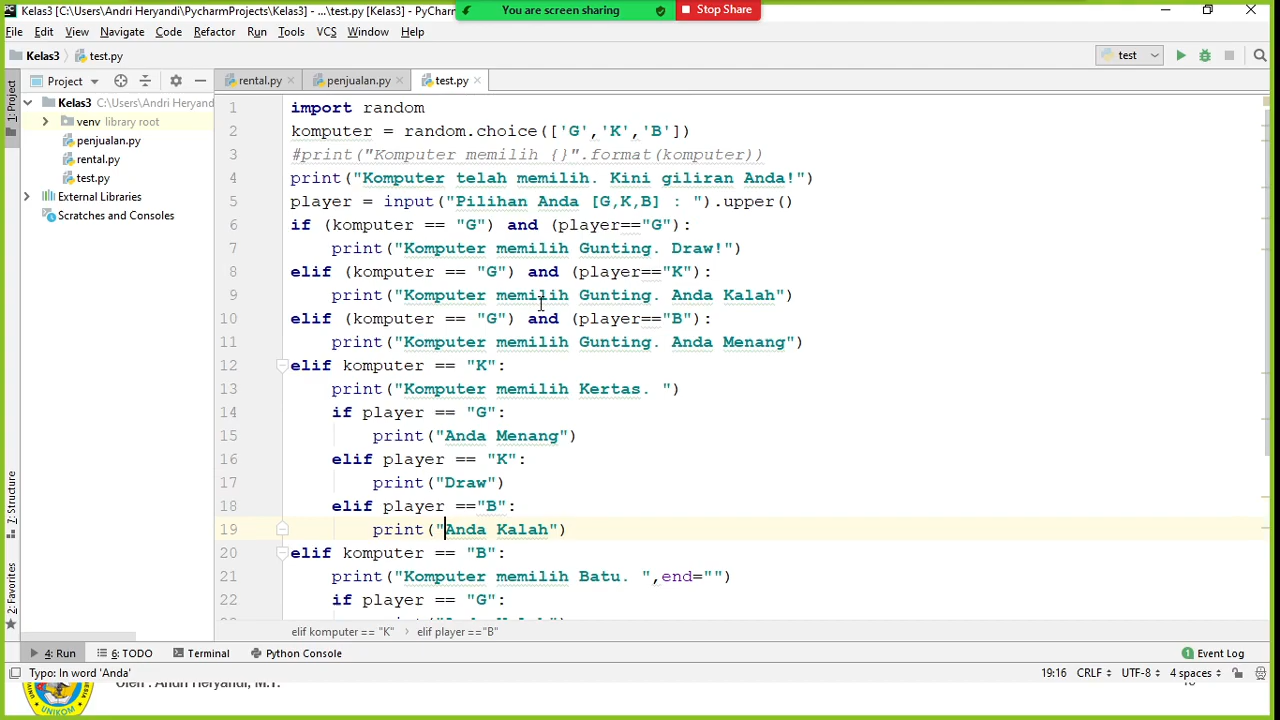 Kelas3 [C:\Users\Andri Heryandi\PycharmProjects\Kelas3] - ...\test.py [Kelas3] - PyCharm
You are screen sharing
Stop Share
File Edit View Navigate Code Refactor Run Tools VCS Window Help
Kelas3 test.py
test
1: Project
Project
rental.py penjualan.py test.py
Kelas3 C:\Users\Andri Heryand
venv library root
penjualan.py
rental.py
test.py
External Libraries
Scratches and Consoles
1 import random
2 komputer = random.choice(['G','K','B'])
3 #print("Komputer memilih {}".format(komputer))
4 print("Komputer telah memilih. Kini giliran Anda!")
5 player = input("Pilihan Anda [G,K,B] : ").upper()
6 if (komputer == "G") and (player=="G"):
7 print("Komputer memilih Gunting. Draw!")
8 elif (komputer == "G") and (player=="K"):
9 print("Komputer memilih Gunting. Anda Kalah")
10 elif (komputer == "G") and (player=="B"):
11 print("Komputer memilih Gunting. Anda Menang")
12 elif komputer == "K":
13 print("Komputer memilih Kertas. ")
14 if player == "G":
15 print("Anda Menang")
16 elif player == "K":
17 print("Draw")
18 elif player =="B":
19 print("Anda Kalah")
20 elif komputer == "B":
21 print("Komputer memilih Batu. ",end="")
22 if player == "G":
elif komputer == "K" › elif player =="B"
7: Structure
2: Favorites
4: Run 6: TODO Terminal Python Console
1 Event Log
Typo: In word 'Anda'
19:16 CRLF UTF-8 4 spaces
Oleh : Andri Heryandi, M.T.
UNIKOM